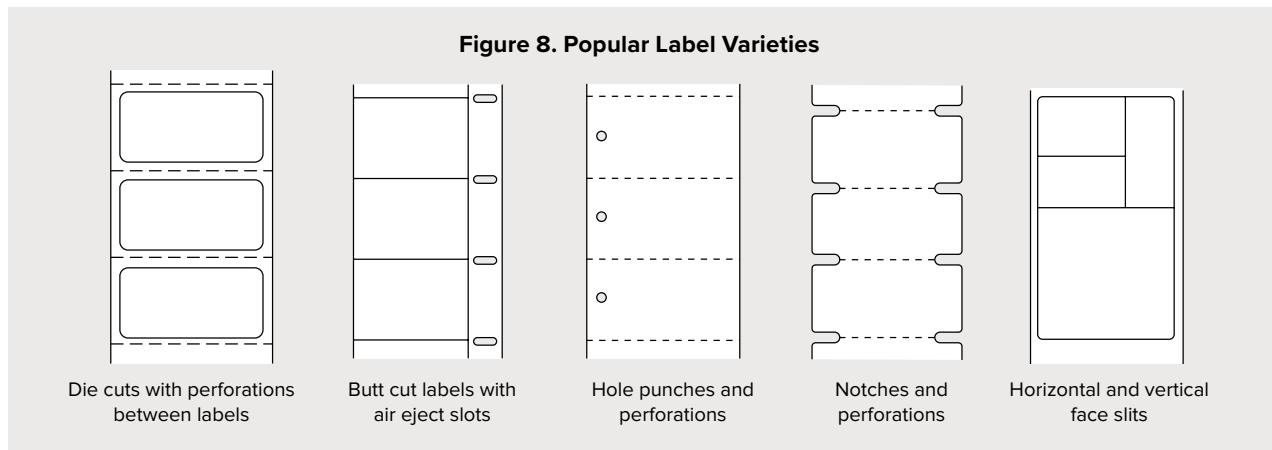 Figure 8. Popular Label Varieties
Die cuts with perforations
between labels
Butt cut labels with
air eject slots
Hole punches and
perforations
Notches and
perforations
Horizontal and vertical
face slits